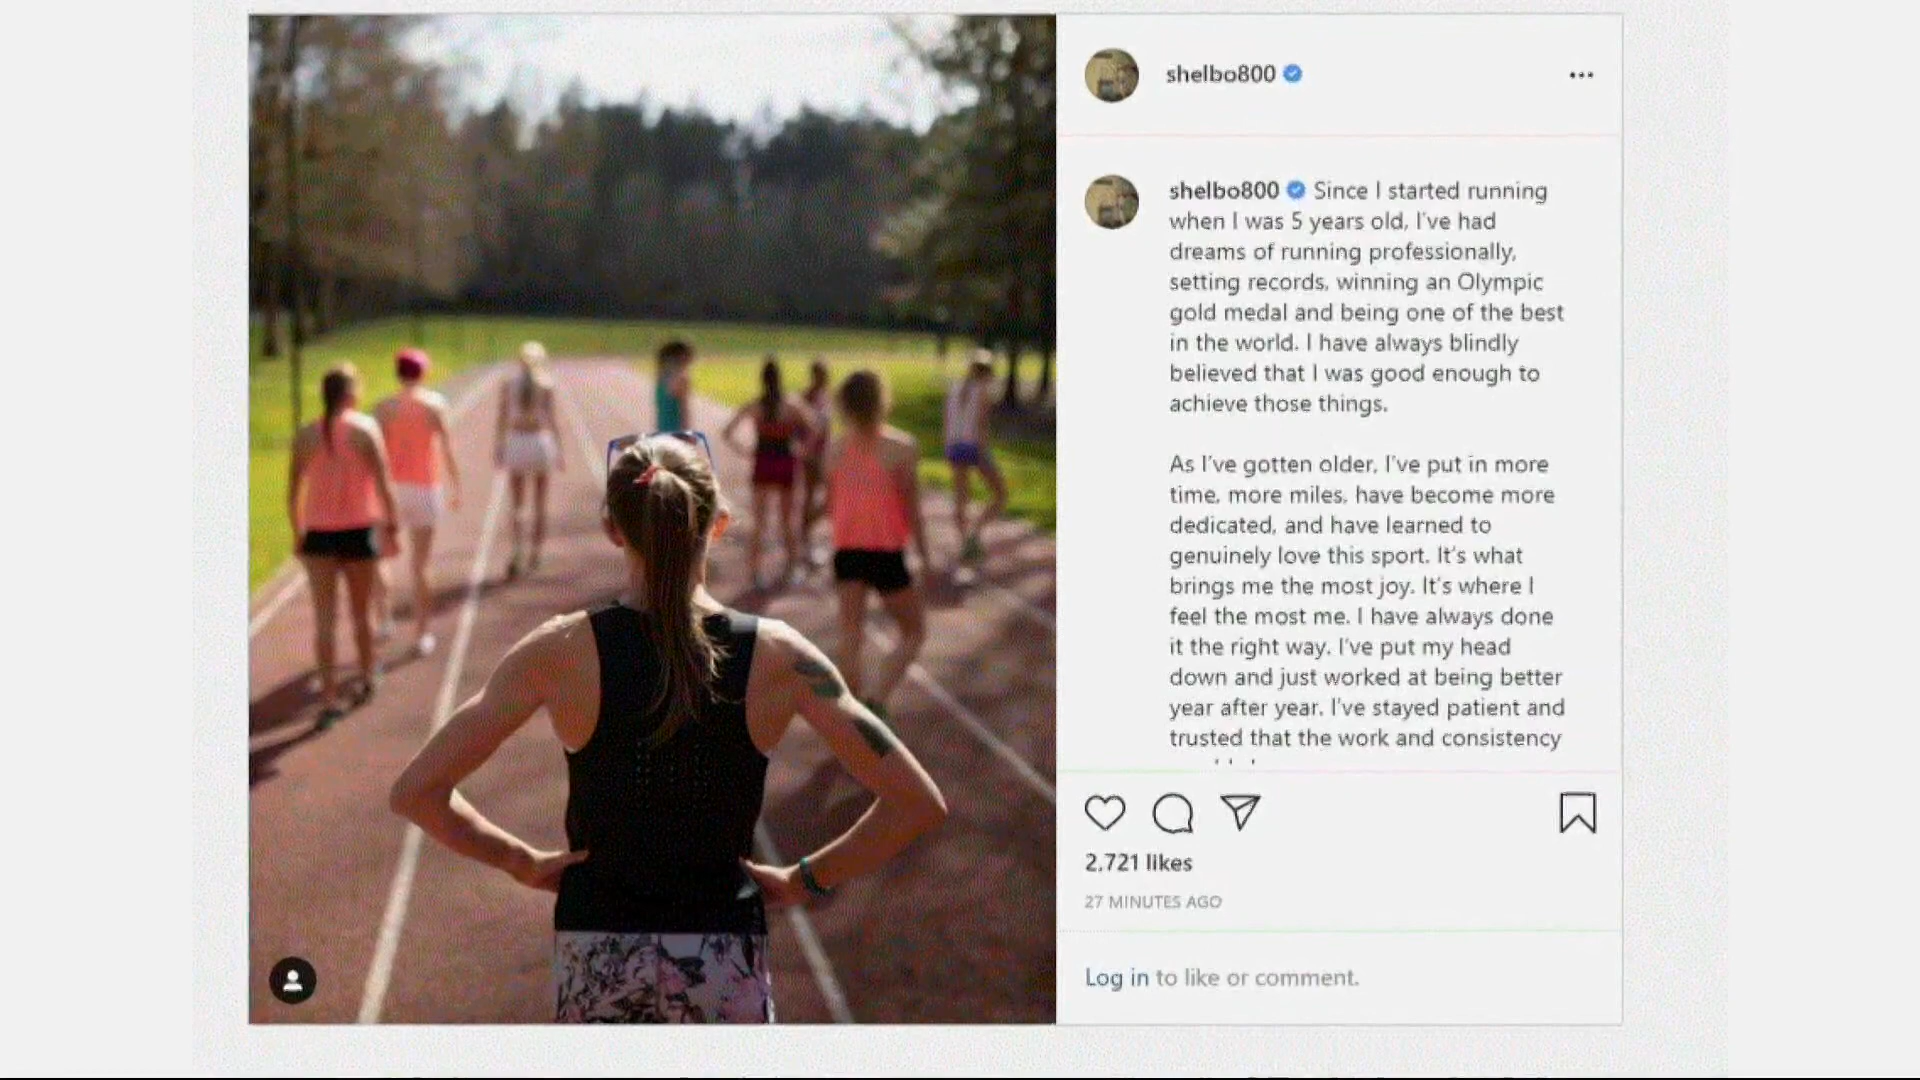 shelbo800
shelbo800 Since I started running
when I was 5 years old, I've had
dreams of running professionally,
setting records, winning an Olympic
gold medal and being one of the best
in the world. I have always blindly
believed that I was good enough to
achieve those things.
As I've gotten older, I've put in more
time, more miles, have become more
dedicated, and have learned to
genuinely love this sport. It's what
brings me the most joy. It's where I
feel the most me. I have always done
it the right way. I've put my head
down and just worked at being better
year after year. I've stayed patient and
trusted that the work and consistency
2,721 likes
27 MINUTES AGO
Log in to like or comment.